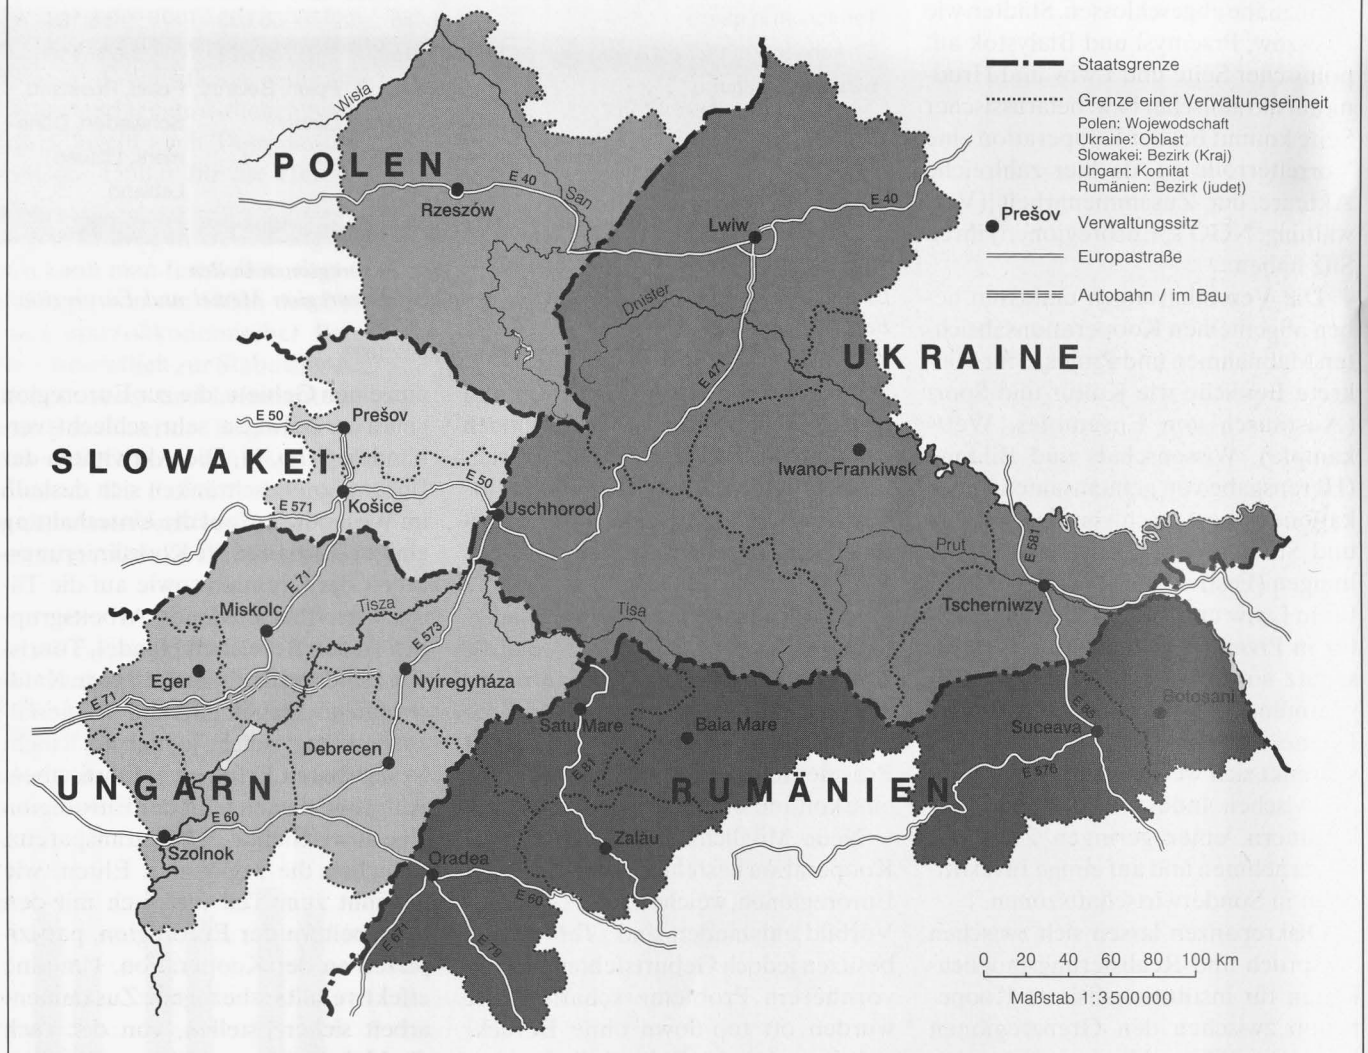 Staatsgrenze
Grenze einer Verwaltungseinheit
Polen: Wojewodschaft
Ukraine: Oblast
Slowakei: Bezirk (Kraj)
Ungarn: Komitat
Rumänien: Bezirk (judeţ)
Prešov
Verwaltungssitz
Europastraße
Autobahn / im Bau
Wisła
POLEN
E 40
San
Rzeszów
E 40
Lwiw
Dnister
UKRAINE
E 471
E 50
Prešov
SLOWAKEI
Iwano-Frankiwsk
E 50
E 571
Košice
Uschhorod
Prut
E 581
E 71
Tscherniwzy
Miskolc
Tisza
Tisa
E 573
Eger
Nyíregyháza
E 71
Botoşani
E 85
Satu Mare
Baia Mare
Suceava
Debrecen
E 81
E 576
UNGARN
RUMÄNIEN
E 60
Szolnok
Zalău
Oradea
E 60
E 671
E 79
0 20 40 60 80 100 km
Maßstab 1:3500000